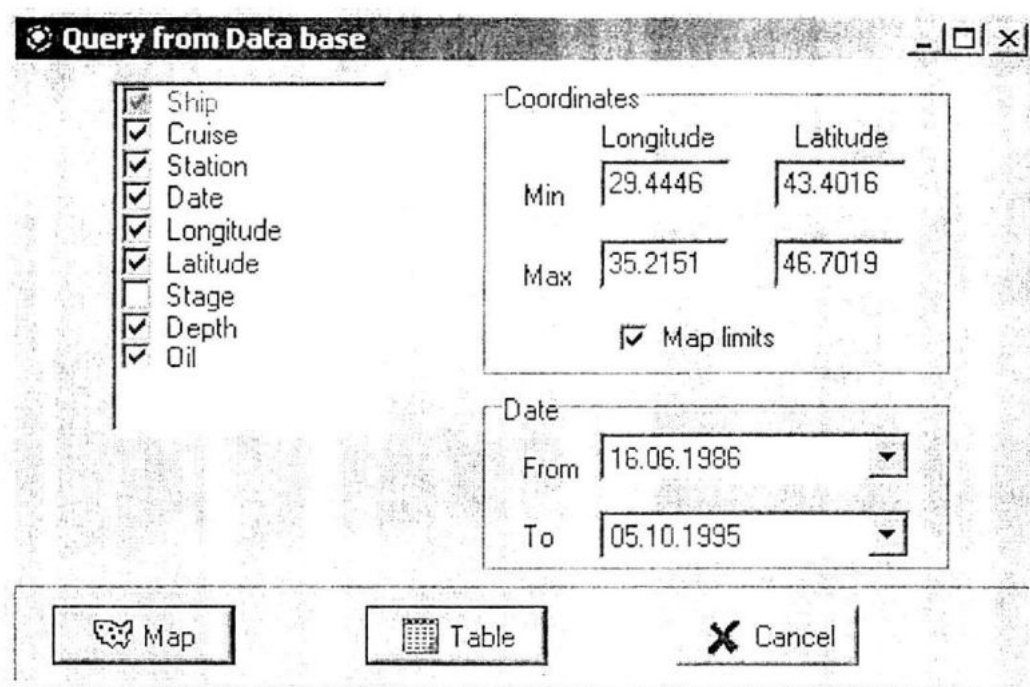 Query from Data base
Ship
Cruise
Station
Date
Longitude
Latitude
Stage
Depth
Oil
Coordinates
Longitude Latitude
Min 29.4446 43.4016
Max 35.2151 46.7019
Map limits
Date
From 16.06.1986
To 05.10.1995
Map Table Cancel